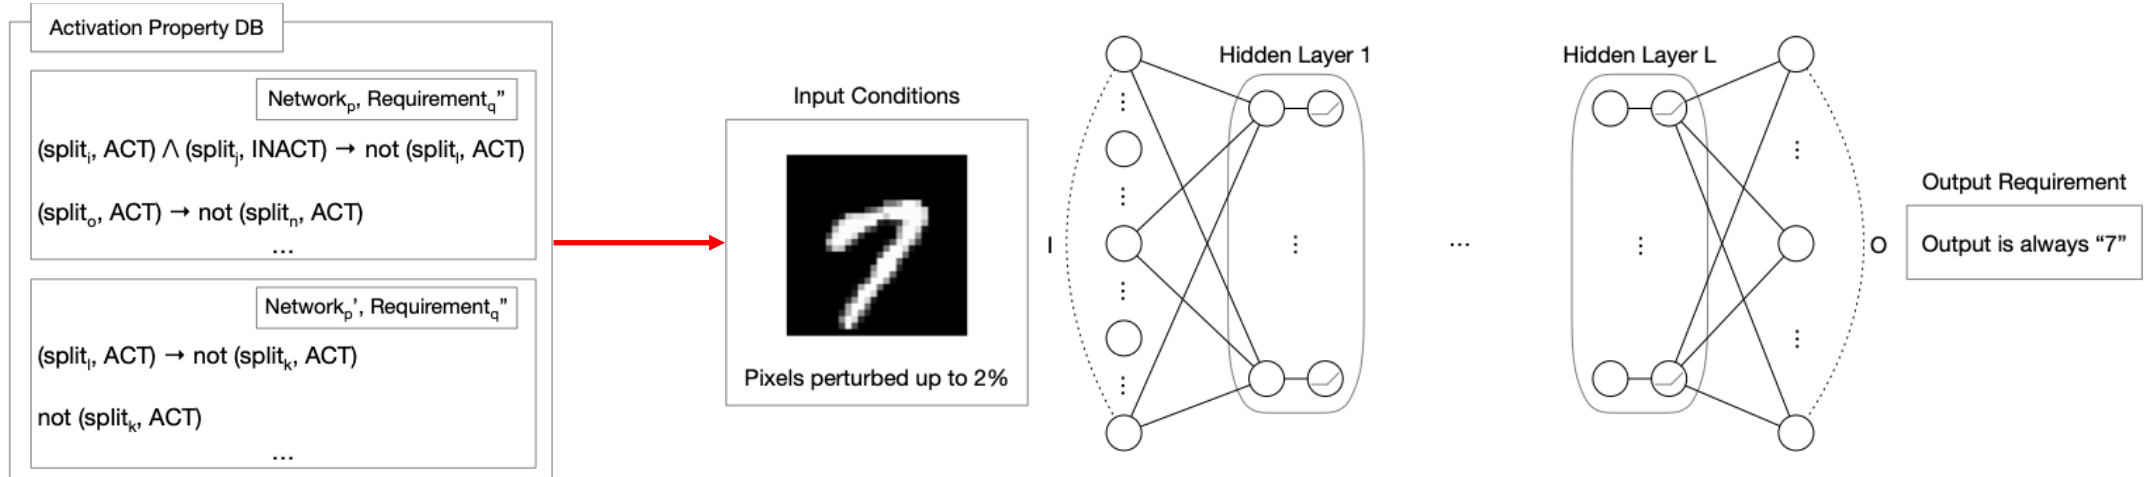 Activation Property DB
Networkₚ, Requirement_q”
(splitᵢ, ACT) ⋀ (splitⱼ, INACT) → not (splitₗ, ACT)
(splitₒ, ACT) → not (splitₙ, ACT)
...
Networkₚ’, Requirement_q”
(splitₗ, ACT) → not (splitₖ, ACT)
not (splitₖ, ACT)
...
Input Conditions
Pixels perturbed up to 2%
I
Hidden Layer 1
...
Hidden Layer L
O
Output Requirement
Output is always “7”